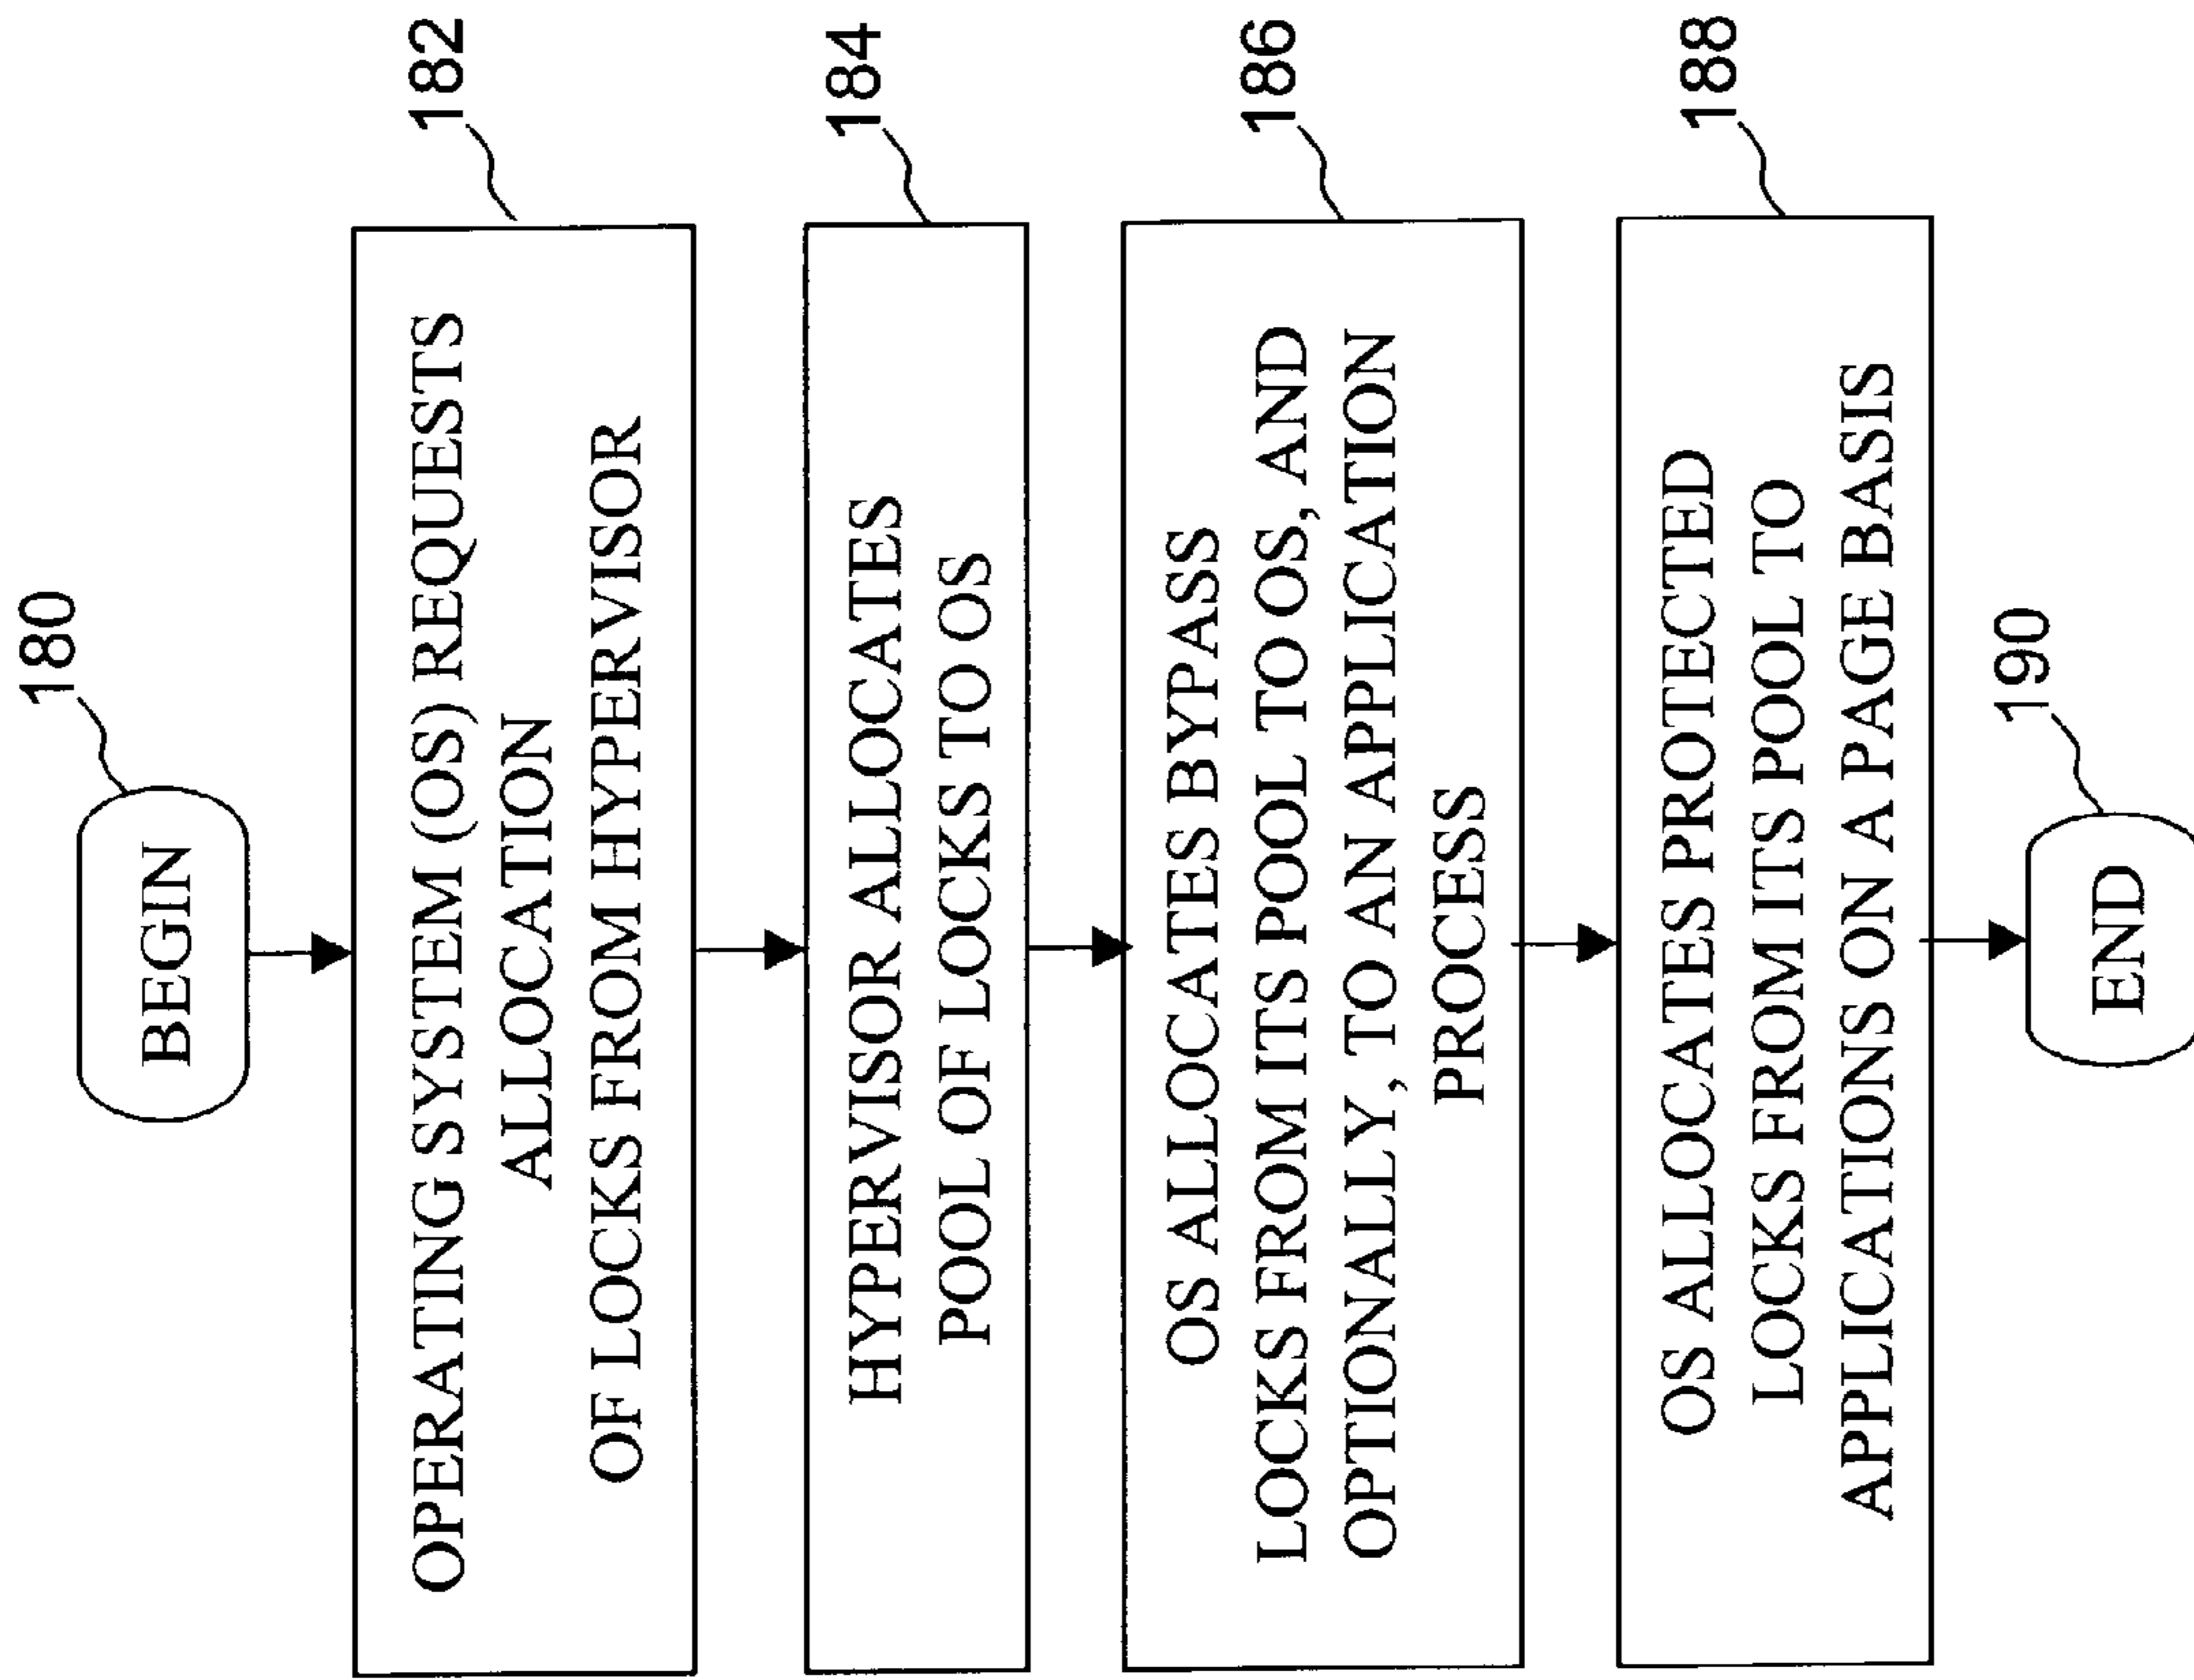 180
BEGIN
182
OPERATING SYSTEM (OS) REQUESTS
ALLOCATION
OF LOCKS FROM HYPERVISOR
184
HYPERVISOR ALLOCATES
POOL OF LOCKS TO OS
186
OS ALLOCATES BYPASS
LOCKS FROM ITS POOL TO OS, AND
OPTIONALLY, TO AN APPLICATION
PROCESS
188
OS ALLOCATES PROTECTED
LOCKS FROM ITS POOL TO
APPLICATIONS ON A PAGE BASIS
190
END